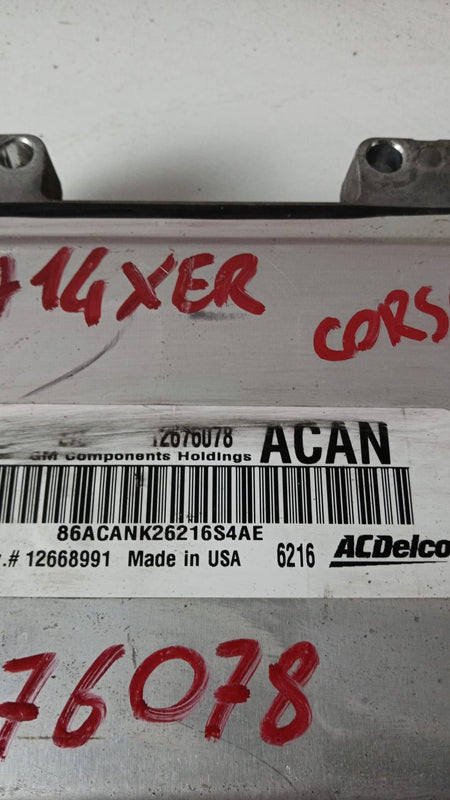 14XER
CORS
12676078 ACAN
GM Components Holdings
86ACANK26216S4AE
.# 12668991 Made in USA 6216 ACDelco
76078